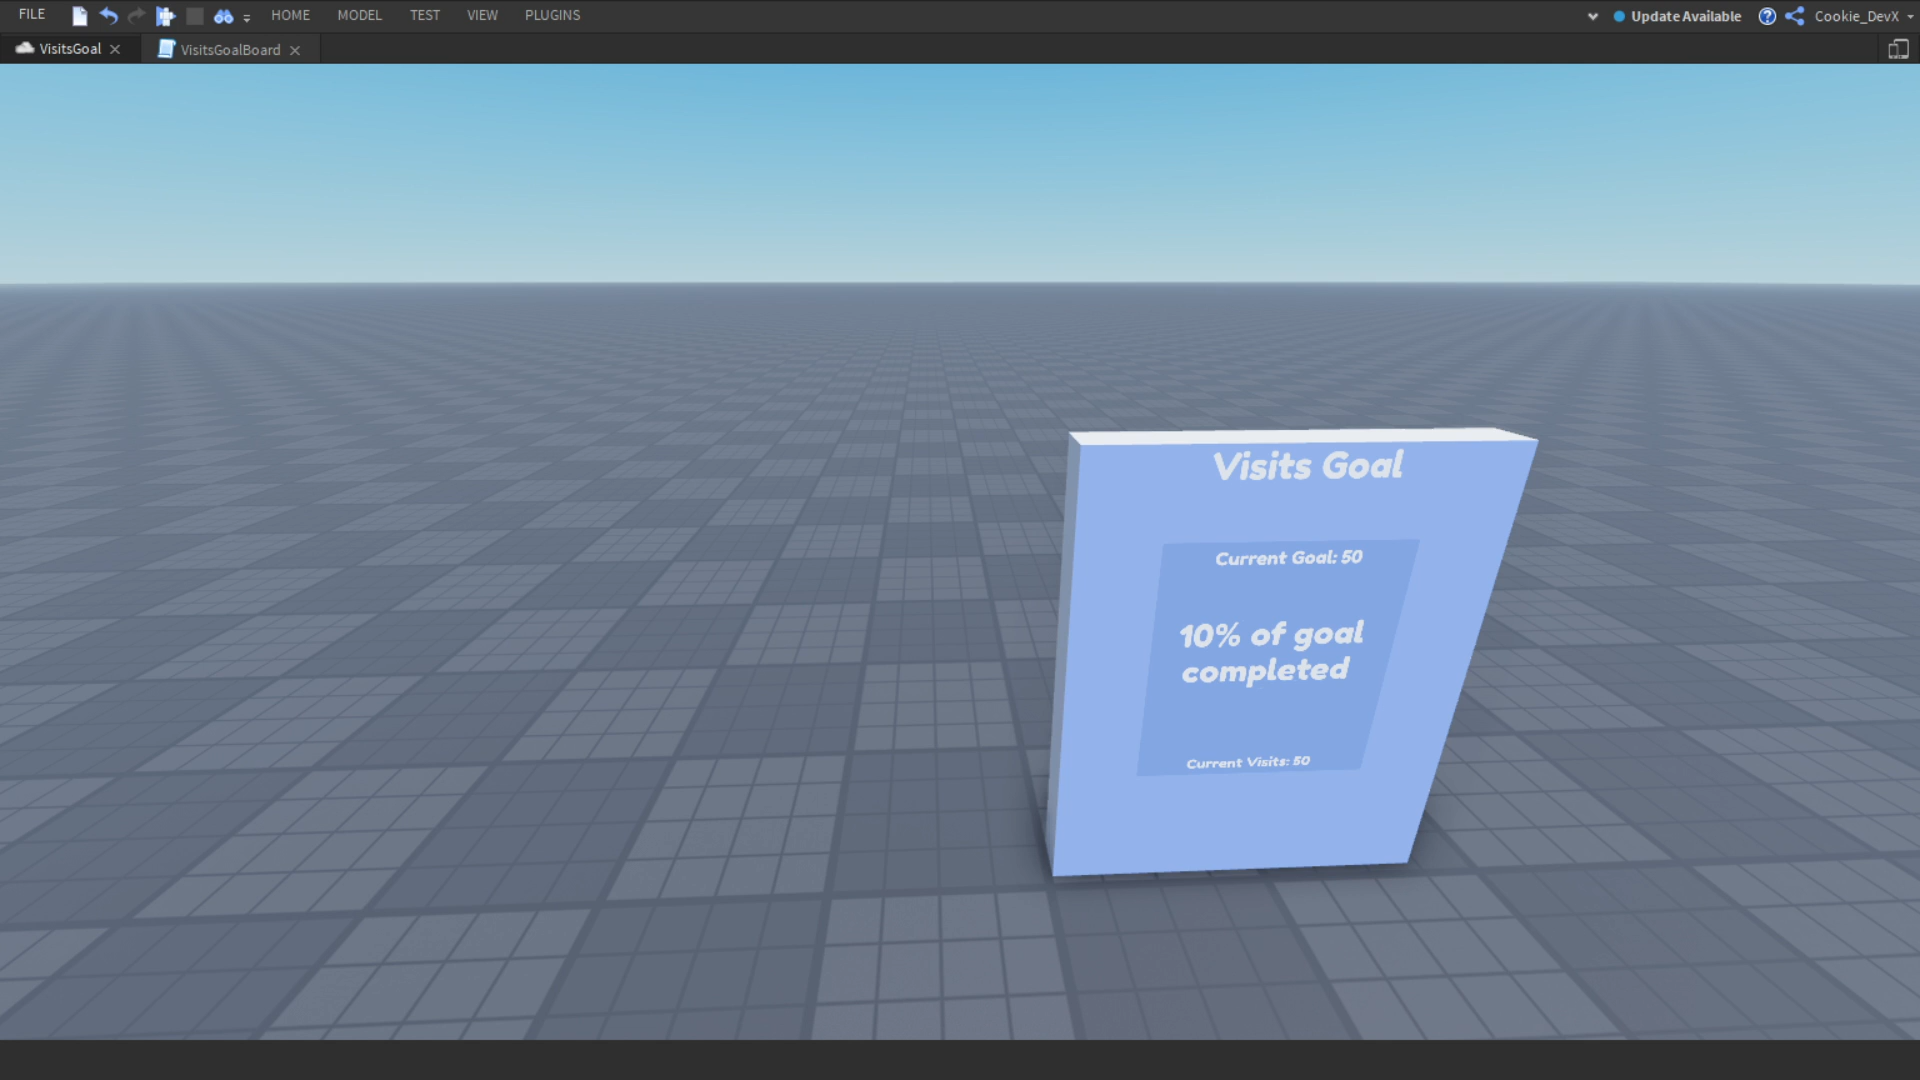 FILE
HOME
MODEL
TEST
VIEW
PLUGINS
Update Available
Cookie_DevX
VisitsGoal
VisitsGoalBoard
Visits Goal
Current Goal: 50
10% of goal
completed
Current Visits: 50